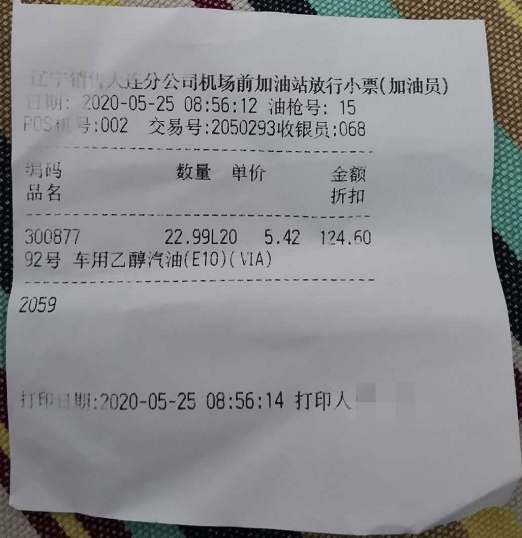 辽宁销售大连分公司机场前加油站放行小票(加油员)
日期: 2020-05-25 08:56:12 油枪号: 15
POS机号:002 交易号:2050293收银员:068
编码 数量 单价 金额
品名 折扣
300877 22.99L20 5.42 124.60
92号 车用乙醇汽油(E10)(VIA)
2059
打印日期:2020-05-25 08:56:14 打印人